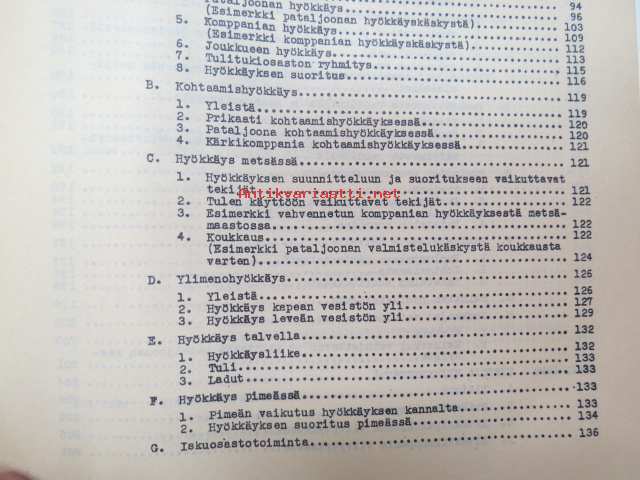 Pataljoonan hyökkäys 94
(Esimerkki pataljoonan hyökkäyskäskystä) 96
5. Komppanian hyökkäys 103
(Esimerkki komppanian hyökkäyskäskystä). 109
6. Joukkueen hyökkäys 112
7. Tulitukiosaston ryhmitys 113
8. Hyökkäyksen suoritus 115
116
B. Kohtaamishyökkäys 119
1. Yleistä 119
2. Prikaati kohtaamishyökkäyksessä 120
3. Pataljoona kohtaamishyökkäyksessä 120
4. Kärkikomppania kohtaamishyökkäyksessä 121
C. Hyökkäys metsässä 121
1. Hyökkäyksen suunnitteluun ja suoritukseen vaikuttavat
tekijät 121
Antikvariaatti.net
2. Tulen käyttöön vaikuttavat tekijät 122
3. Esimerkki vahvennetun komppanian hyökkäyksestä metsä-
maastossa 122
4. Koukkaus 122
(Esimerkki pataljoonan valmistelukäskystä koukkausta
varten) 124
D. Ylimenohyökkäys 126
1. Yleistä 126
2. Hyökkäys kapean vesistön yli 127
3. Hyökkäys leveän vesistön yli 129
E. Hyökkäys talvella 132
1. Hyökkäysliike 132
2. Tuli 133
3. Ladut 133
F. Hyökkäys pimeässä 133
1. Pimeän vaikutus hyökkäyksen kannalta 133
2. Hyökkäyksen suoritus pimeässä 134
G. Iskuosastotoiminta 136